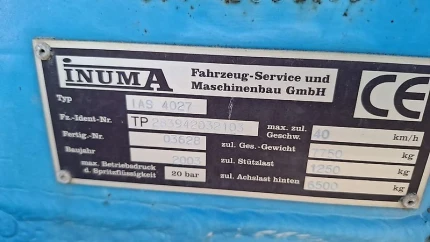 INUMA Fahrzeug-Service und
Maschinenbau GmbH
CE
Typ IAS 4027
Fz.-Ident-Nr. TP max. zul. Geschw. 40 km/h
Fertig.-Nr. 03628 zul. Ges.-Gewicht kg
Baujahr 2003 zul. Stützlast 1250 kg
max. Betriebsdruck d. Spritzflüssigkeit 20 bar zul. Achslast hinten 6500 kg